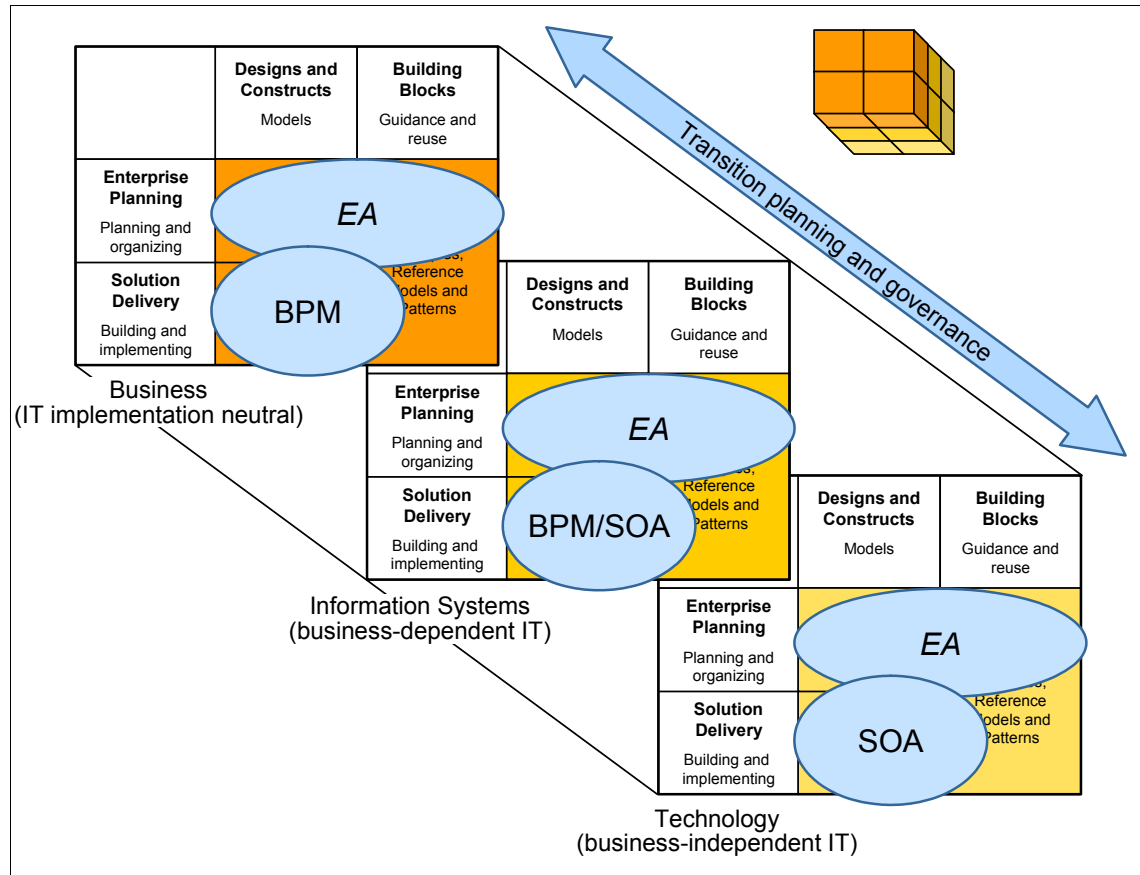 Designs and
Constructs
Models
Building
Blocks
Guidance and
reuse
Enterprise
Planning
Planning and
organizing
EA
Solution
Delivery
Building and
implementing
BPM
Reference
Patterns
Business
(IT implementation neutral)
Designs and
Constructs
Models
Building
Blocks
Guidance and
reuse
Enterprise
Planning
Planning and
organizing
EA
Solution
Delivery
Building and
implementing
BPM/SOA
Reference
Models and
Patterns
Information Systems
(business-dependent IT)
Designs and
Constructs
Models
Building
Blocks
Guidance and
reuse
Enterprise
Planning
Planning and
organizing
EA
Solution
Delivery
Building and
implementing
SOA
Reference
Models and
Patterns
Technology
(business-independent IT)
Transition planning and governance